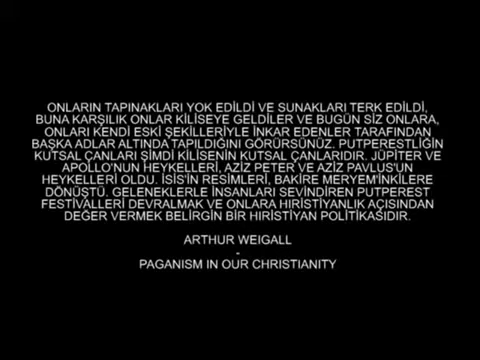 ONLARIN TAPINAKLARI YOK EDİLDİ VE SUNAKLARI TERK EDİLDİ,
BUNA KARŞILIK ONLAR KİLİSEYE GELDİLER VE BUGÜN SİZ ONLARA,
ONLARI KENDİ ESKİ ŞEKİLLERİYLE İNKAR EDENLER TARAFINDAN
BAŞKA ADLAR ALTINDA TAPILDIĞINI GÖRÜRSÜNÜZ. PUTPERESTLİĞİN
KUTSAL ÇANLARI ŞİMDİ KİLİSENİN KUTSAL ÇANLARIDIR. JÜPİTER VE
APOLLO'NUN HEYKELLERİ, AZİZ PETER VE AZİZ PAVLUS'UN
HEYKELLERİ OLDU. İSİS'İN RESİMLERİ, BAKİRE MERYEM'İNKİLERE
DÖNÜŞTÜ. GELENEKLERLE İNSANLARI SEVİNDİREN PUTPEREST
FESTİVALLERİ DEVRALMAK VE ONLARA HIRİSTİYANLIK AÇISINDAN
DEĞER VERMEK BELİRGİN BİR HIRİSTİYAN POLİTİKASIDIR.
ARTHUR WEIGALL
-
PAGANISM IN OUR CHRISTIANITY